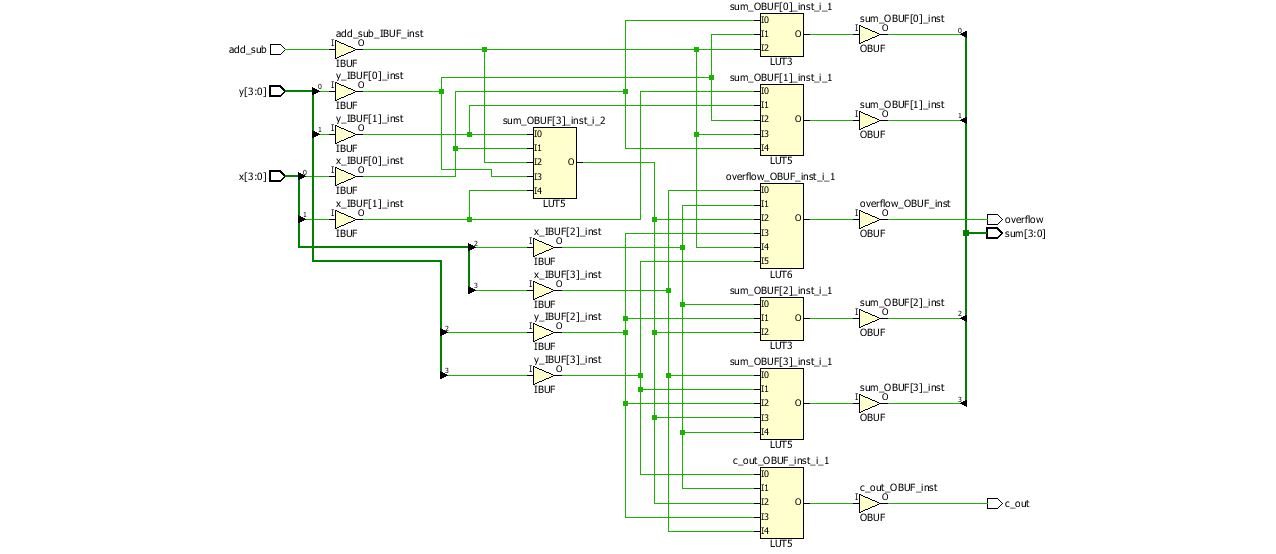 add_sub
I
add_sub_IBUF_inst
O
IBUF
y[3:0]
0
I
y_IBUF[0]_inst
O
IBUF
1
I
y_IBUF[1]_inst
O
IBUF
x[3:0]
0
I
x_IBUF[0]_inst
O
IBUF
1
I
x_IBUF[1]_inst
O
IBUF
sum_OBUF[3]_inst_i_2
I0
I1
I2
O
I3
I4
LUT5
2
I
x_IBUF[2]_inst
O
IBUF
3
I
x_IBUF[3]_inst
O
IBUF
2
I
y_IBUF[2]_inst
O
IBUF
3
I
y_IBUF[3]_inst
O
IBUF
sum_OBUF[0]_inst_i_1
I0
I1
O
I2
LUT3
sum_OBUF[1]_inst_i_1
I0
I1
I2
O
I3
I4
LUT5
overflow_OBUF_inst_i_1
I0
I1
I2
O
I3
I4
I5
LUT6
sum_OBUF[2]_inst_i_1
I0
I1
O
I2
LUT3
sum_OBUF[3]_inst_i_1
I0
I1
I2
O
I3
I4
LUT5
c_out_OBUF_inst_i_1
I0
I1
I2
O
I3
I4
LUT5
sum_OBUF[0]_inst
I
O
OBUF
0
sum_OBUF[1]_inst
I
O
OBUF
1
overflow_OBUF_inst
I
O
OBUF
overflow
sum[3:0]
sum_OBUF[2]_inst
I
O
OBUF
2
sum_OBUF[3]_inst
I
O
OBUF
3
c_out_OBUF_inst
I
O
OBUF
c_out